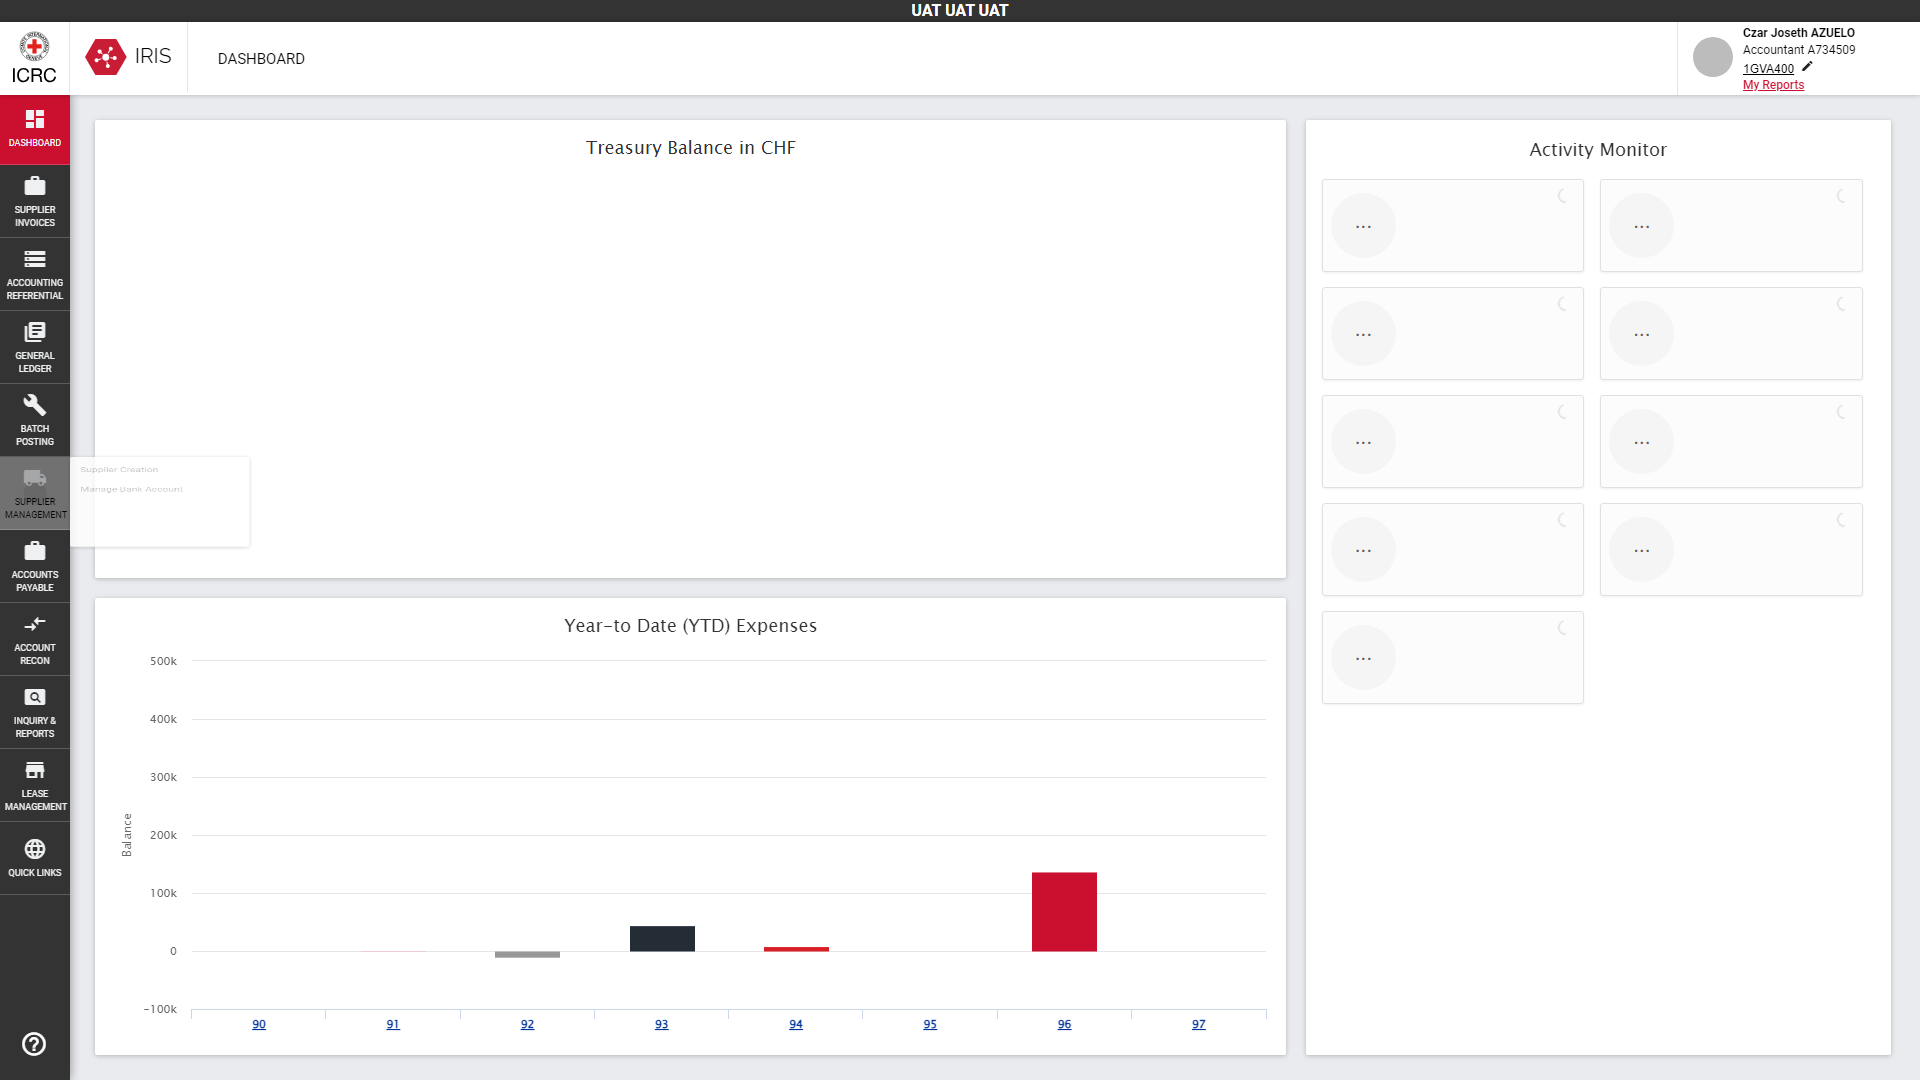 UAT UAT UAT
ICRC
IRIS
DASHBOARD
Czar Joseth AZUELO
Accountant A734509
1GVA400
My Reports
DASHBOARD
SUPPLIER
INVOICES
ACCOUNTING
REFERENTIAL
GENERAL
LEDGER
BATCH
POSTING
SUPPLIER
MANAGEMENT
Supplier Creation
Manage Bank Account
ACCOUNTS
PAYABLE
ACCOUNT
RECON
INQUIRY &
REPORTS
LEASE
MANAGEMENT
QUICK LINKS
Treasury Balance in CHF
Year-to Date (YTD) Expenses
Balance
500k
400k
300k
200k
100k
0
-100k
90 91 92 93 94 95 96 97
Activity Monitor
... ...
... ...
... ...
... ...
...